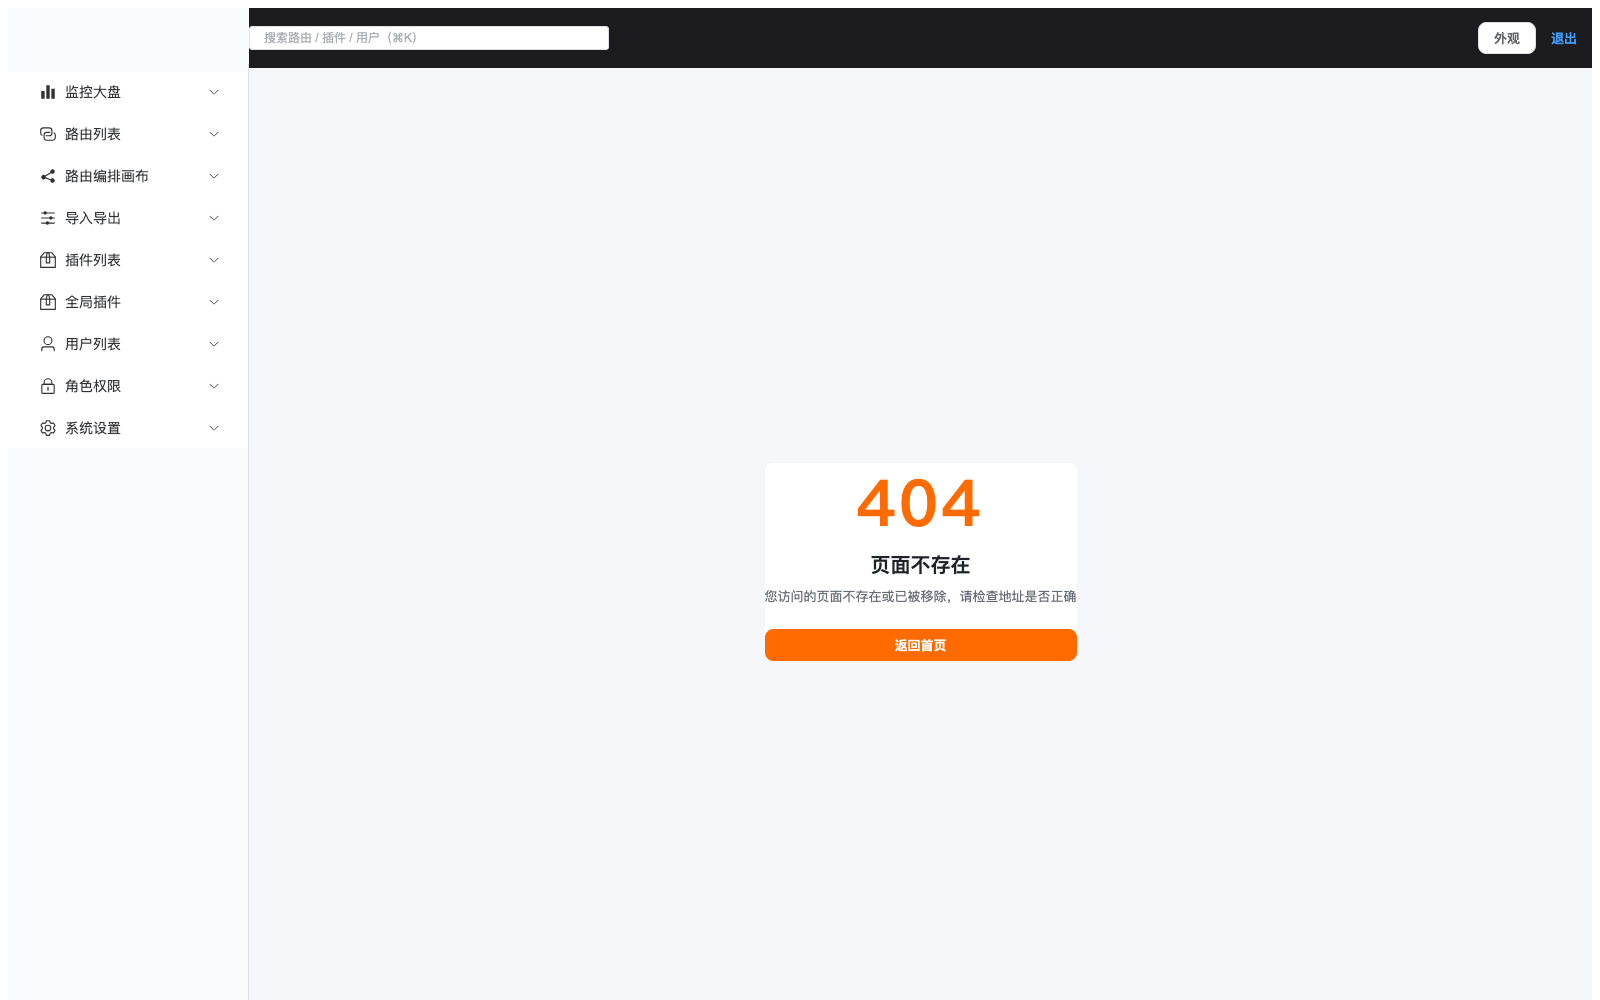 搜索路由 / 插件 / 用户（⌘K）
外观
退出
监控大盘
路由列表
路由编排画布
导入导出
插件列表
全局插件
用户列表
角色权限
系统设置
404
页面不存在
您访问的页面不存在或已被移除，请检查地址是否正确
返回首页